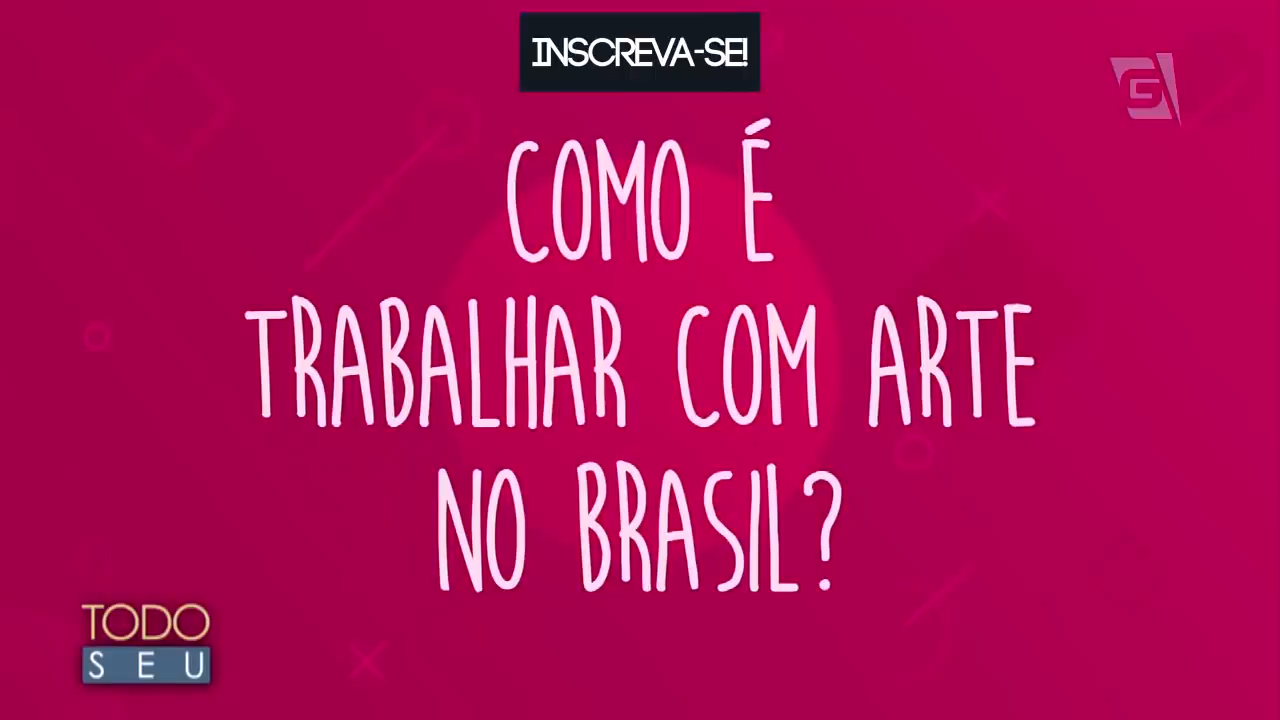 INSCREVA-SE!
COMO É
TRABALHAR COM ARTE
NO BRASIL?
TODO
SEU